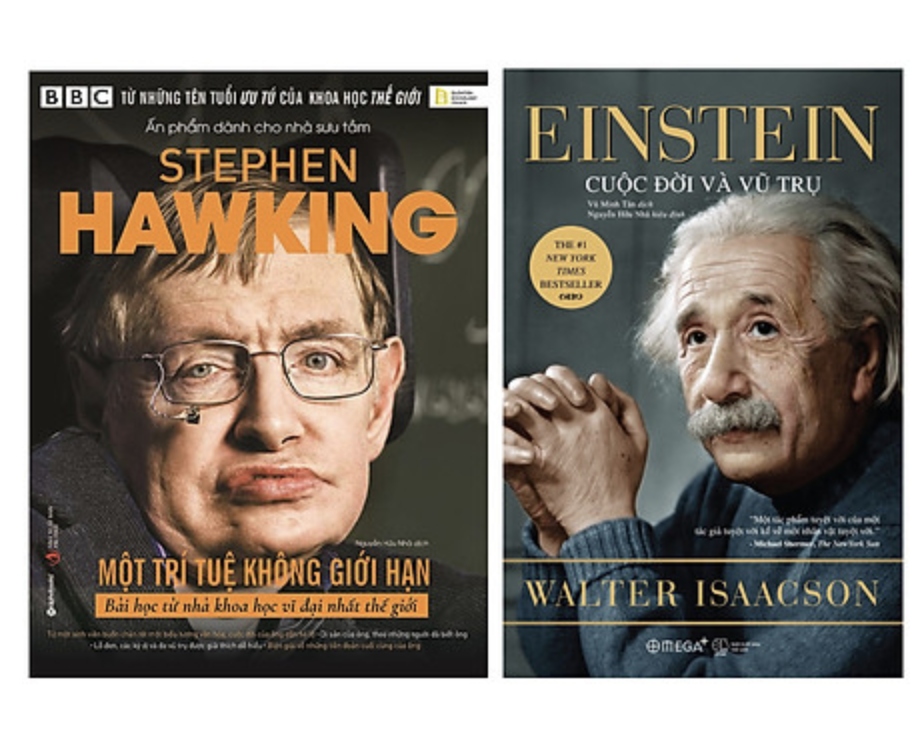 BBC TỪ NHỮNG TÊN TUỔI ƯU TÚ CỦA KHOA HỌC THẾ GIỚI
Ấn phẩm dành cho nhà sưu tầm
STEPHEN
HAWKING
Nguyễn Hữu Nhã dịch
MỘT TRÍ TUỆ KHÔNG GIỚI HẠN
Bài học từ nhà khoa học vĩ đại nhất thế giới
EINSTEIN
CUỘC ĐỜI VÀ VŨ TRỤ
Vũ Minh Tân dịch
Nguyễn Hữu Nhã hiệu đính
THE #1
NEW YORK
TIMES
BESTSELLER
"Một tác phẩm tuyệt vời của một
tác giả tuyệt vời kể về một nhân vật tuyệt vời."
- Michael Shermer, The New York Sun
WALTER ISAACSON
OMEGA+